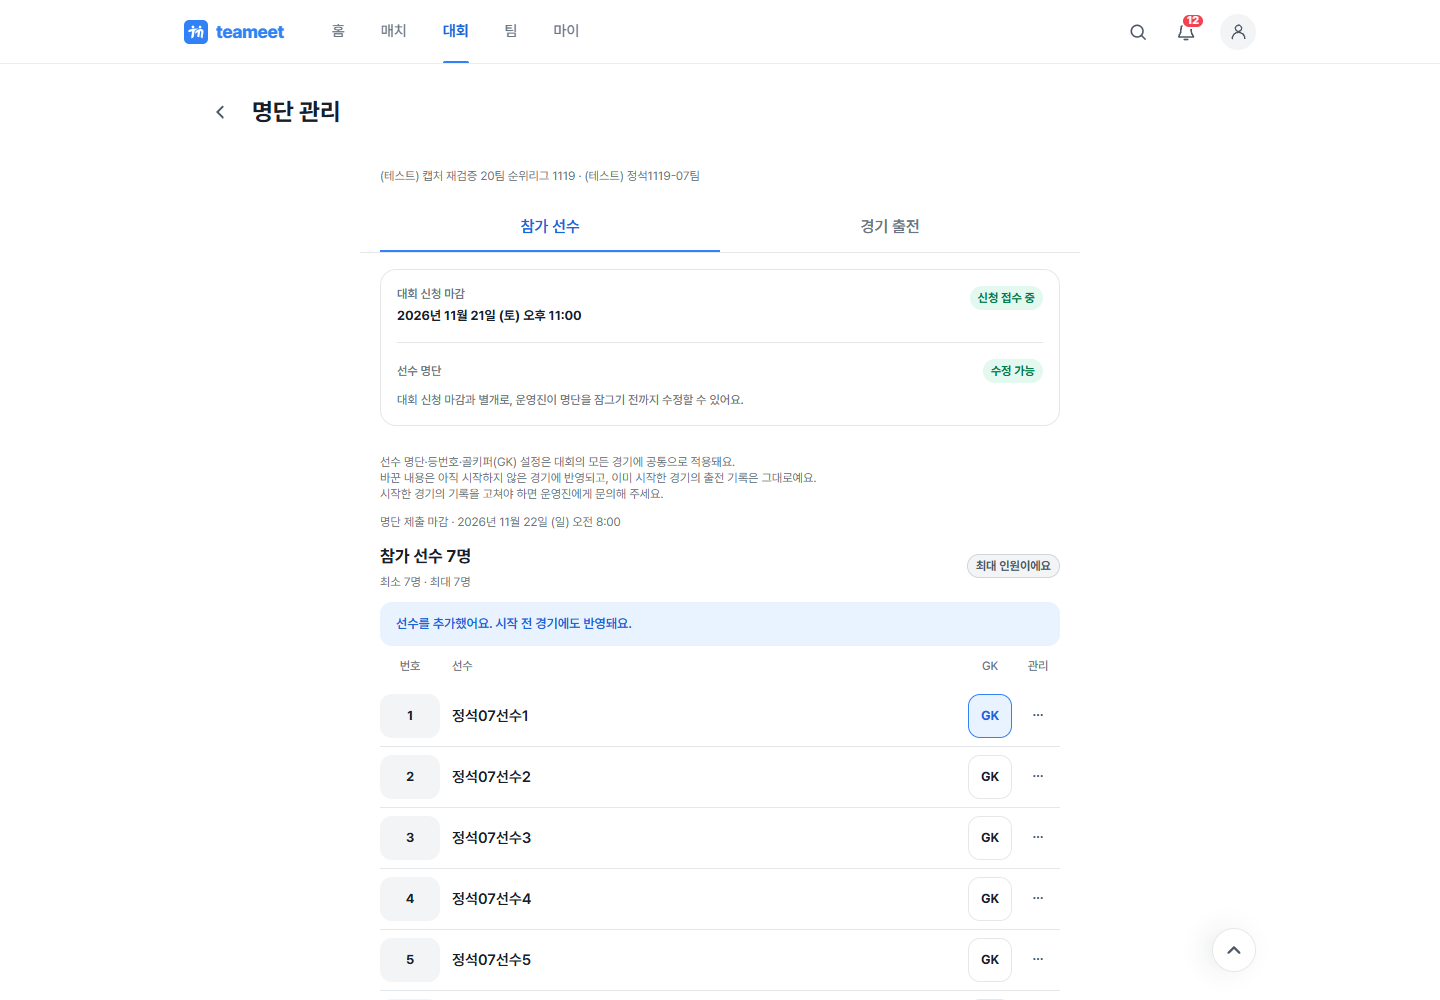 teameet
홈
매치
대회
팀
마이
12
명단 관리
(테스트) 캡처 재검증 20팀 순위리그 1119 · (테스트) 정석1119-07팀
참가 선수
경기 출전
대회 신청 마감
신청 접수 중
2026년 11월 21일 (토) 오후 11:00
선수 명단
수정 가능
대회 신청 마감과 별개로, 운영진이 명단을 잠그기 전까지 수정할 수 있어요.
선수 명단·등번호·골키퍼(GK) 설정은 대회의 모든 경기에 공통으로 적용돼요.
바꾼 내용은 아직 시작하지 않은 경기에 반영되고, 이미 시작한 경기의 출전 기록은 그대로예요.
시작한 경기의 기록을 고쳐야 하면 운영진에게 문의해 주세요.
명단 제출 마감 · 2026년 11월 22일 (일) 오전 8:00
참가 선수 7명
최대 인원이에요
최소 7명 · 최대 7명
선수를 추가했어요. 시작 전 경기에도 반영돼요.
번호 선수 GK 관리
1 정석07선수1 GK ···
2 정석07선수2 GK ···
3 정석07선수3 GK ···
4 정석07선수4 GK ···
5 정석07선수5 GK ···